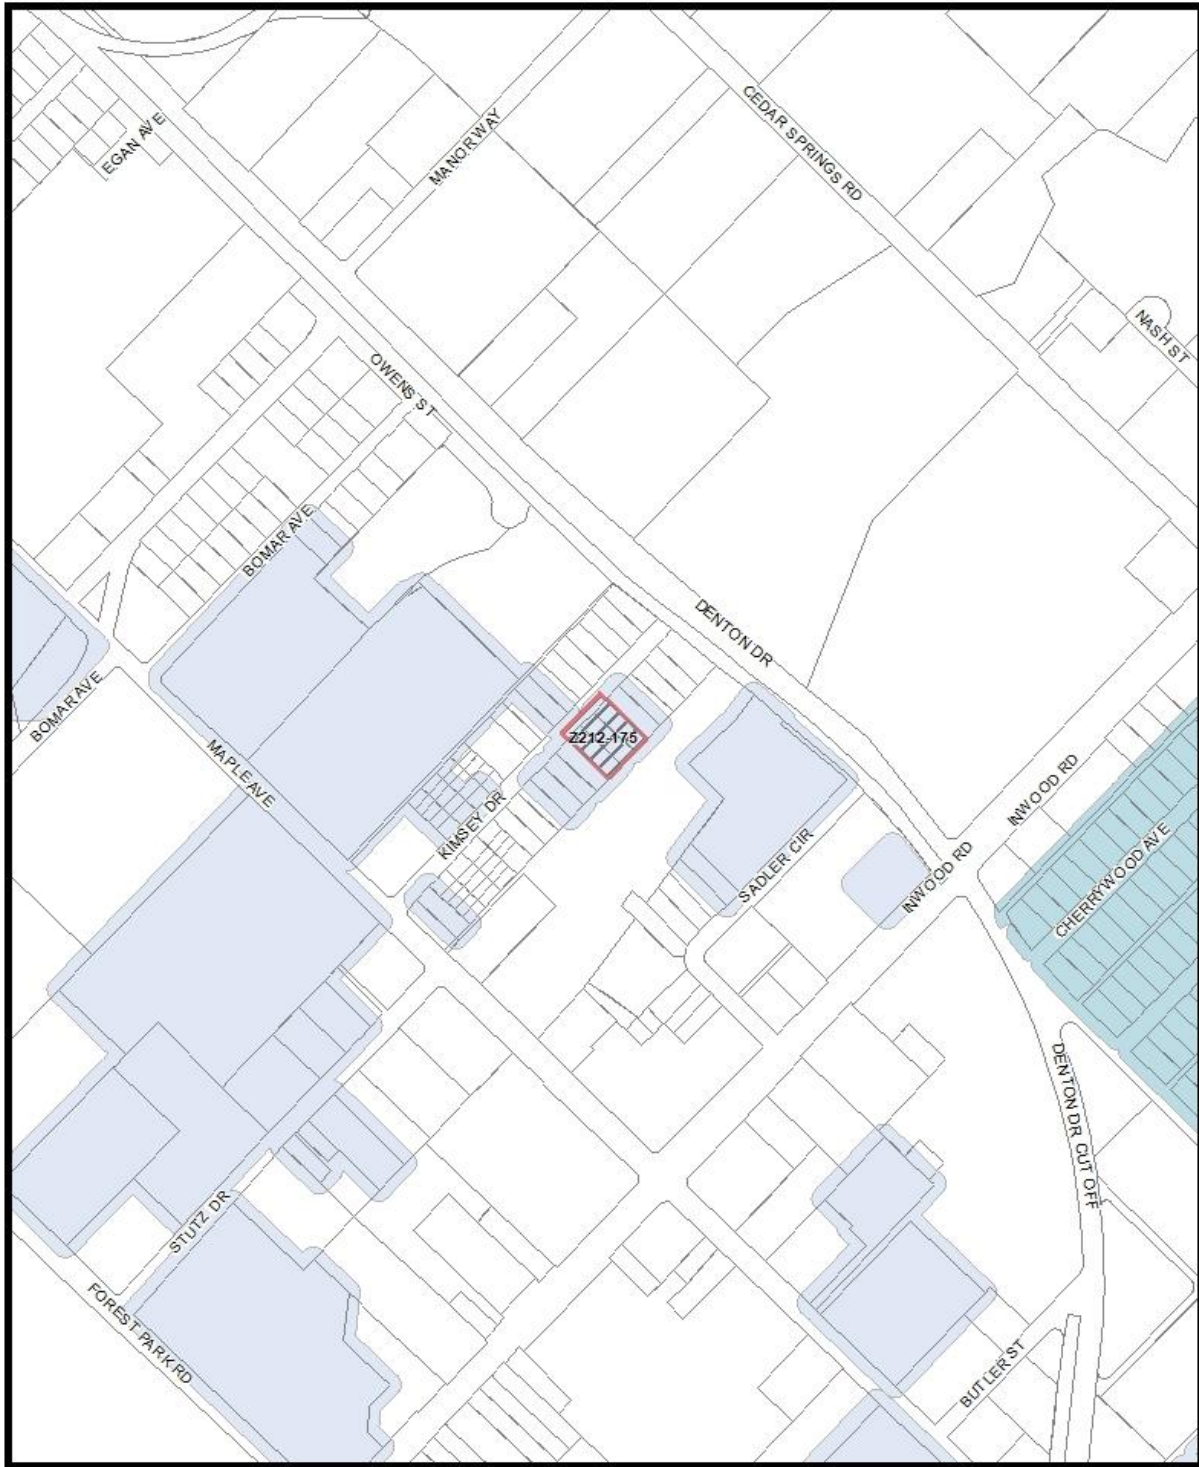 EGAN AVE
MANOR WAY
CEDAR SPRINGS RD
NASH ST
OWENS ST
BOMAR AVE
DENTON DR
BOMAR AVE
MAPLE AVE
Z212-175
KIMSEY DR
SADLER CIR
INWOOD RD
INWOOD RD
CHERRYWOOD AVE
DENTON DR CUT OFF
STUTZ DR
FOREST PARK RD
BUTLER ST